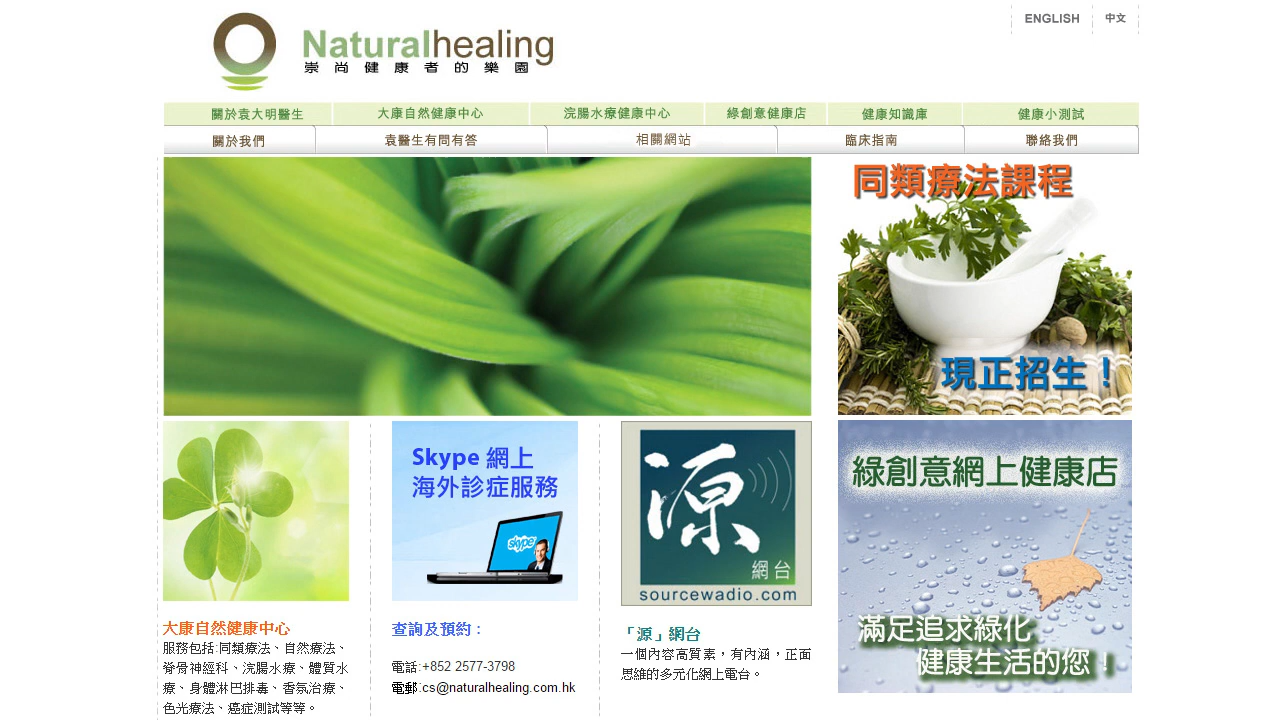 ENGLISH 中文
Naturalhealing
崇尚健康者的樂園
關於袁大明醫生 大康自然健康中心 浣腸水療健康中心 綠創意健康店 健康知識庫 健康小測試
關於我們 袁醫生有問有答 相關網站 臨床指南 聯絡我們
同類療法課程
現正招生！
Skype 網上
海外診症服務
skype
源
網台
sourcewadio.com
綠創意網上健康店
滿足追求綠化
健康生活的您！
大康自然健康中心
服務包括:同類療法、自然療法、
脊骨神經科、浣腸水療、體質水
療、身體淋巴排毒、香氛治療、
色光療法、癌症測試等等。
查詢及預約：
電話:+852 2577-3798
電郵:cs@naturalhealing.com.hk
「源」網台
一個內容高質素，有內涵，正面
思維的多元化網上電台。